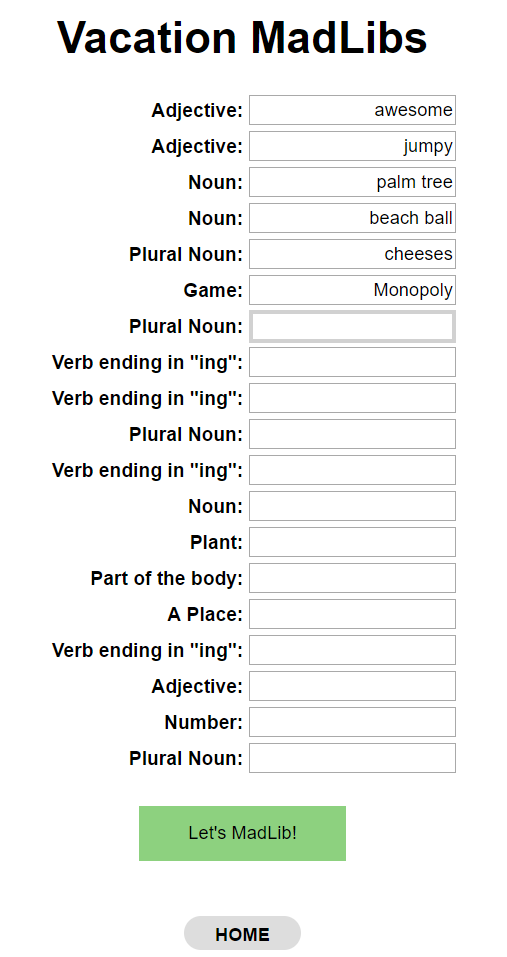 Vacation MadLibs
Adjective: awesome
Adjective: jumpy
Noun: palm tree
Noun: beach ball
Plural Noun: cheeses
Game: Monopoly
Plural Noun:
Verb ending in "ing":
Verb ending in "ing":
Plural Noun:
Verb ending in "ing":
Noun:
Plant:
Part of the body:
A Place:
Verb ending in "ing":
Adjective:
Number:
Plural Noun:
Let's MadLib!
HOME